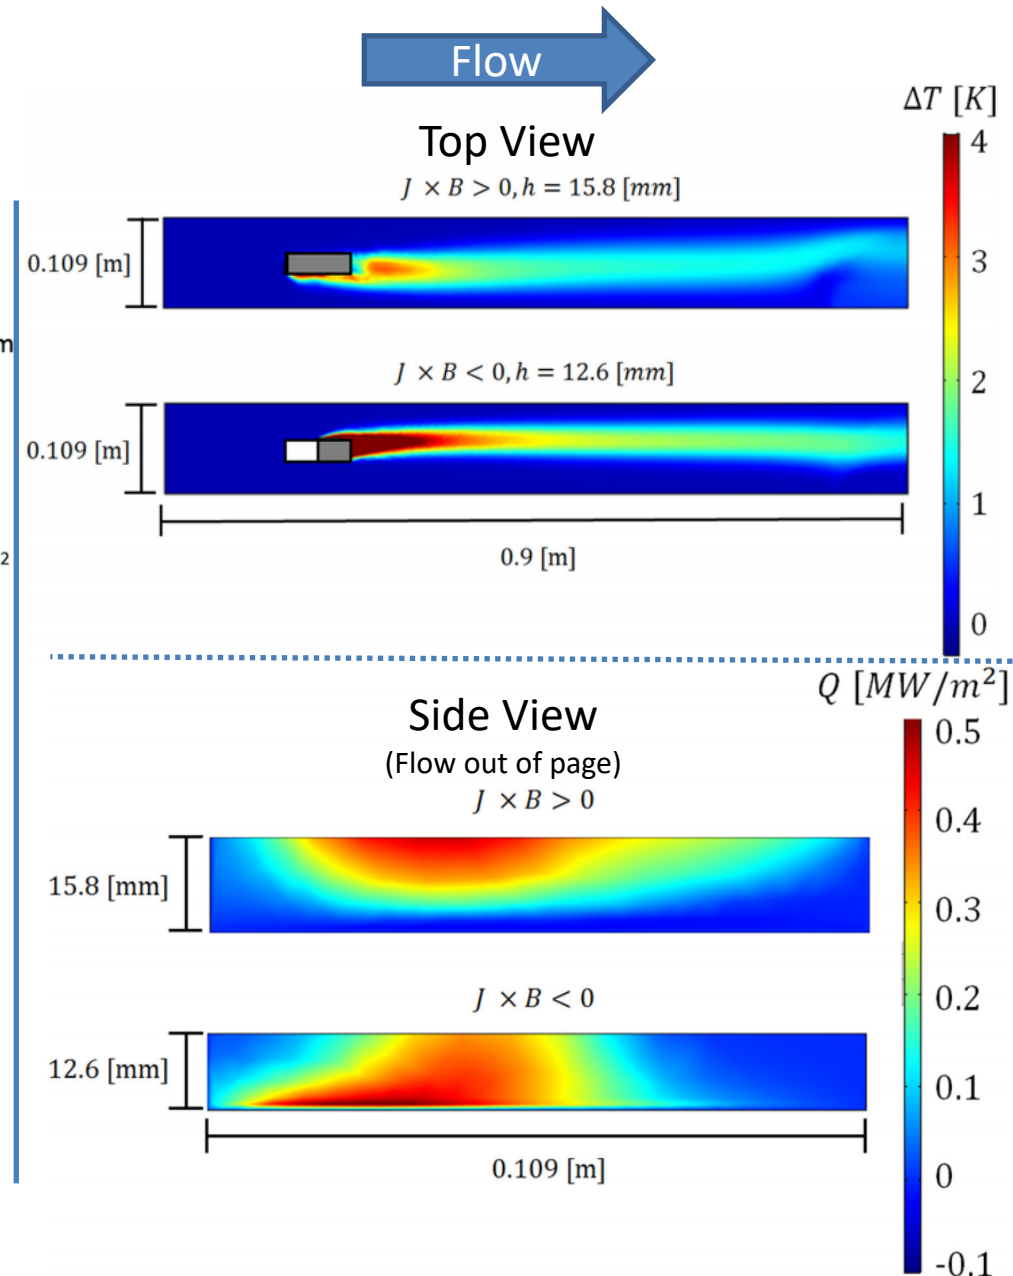 Flow
ΔT [K]
Top View
J × B > 0, h = 15.8 [mm]
4
0.109 [m]
3
m
J × B < 0, h = 12.6 [mm]
2
0.109 [m]
1
0.9 [m]
2
0
Q [MW/m²]
Side View
(Flow out of page)
J × B > 0
0.5
0.4
15.8 [mm]
0.3
J × B < 0
0.2
12.6 [mm]
0.1
0.109 [m]
0
-0.1